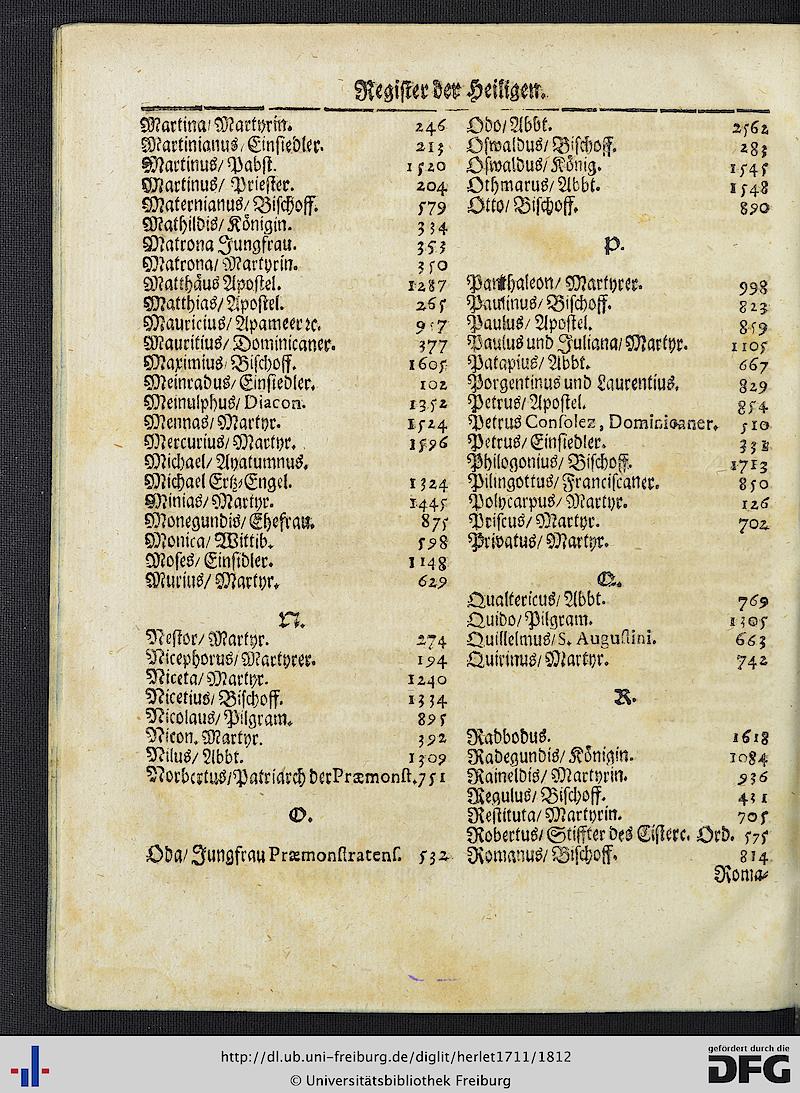 Register der Heiligen.
Martina/ Martyrin. 246
Martinianus/ Einsiedler. 213
Martinus/ Pabst. 1520
Martinus/ Priester. 204
Maternianus/ Bischoff. 579
Mathildis/ Königin. 334
Matrona Jungfrau. 353
Matrona/ Martyrin. 350
Matthäus Apostel. 1287
Matthias/ Apostel. 265
Mauricius/ Apameer ꝛc.
Mauritius/ Dominicaner. 377
Maximius/ Bischoff. 1605
Meinradus/ Einsiedler. 102
Meinulphus/ Diacon. 1352
Mennas/ Martyr. 1524
Mercurius/ Martyr. 1596
Michael/ Ayatumnus.
Michael Ertz-Engel. 1324
Minias/ Martyr. 1445
Monegundis/ Ehefrau. 875
Monica/ Wittib. 598
Moses/ Einsidler. 1148
Murius/ Martyr. 629
N.
Nestor/ Martyr. 274
Nicephorus/ Martyrer. 194
Niceta/ Martyr. 1240
Nicetius/ Bischoff. 1334
Nicolaus/ Pilgram. 895
Nicon. Martyr. 392
Nilus/ Abbt. 1309
Norbertus/ Patriarch der Præmonst. 751
O.
Oda/ Jungfrau Præmonstratens. 532
Odo/ Abbt. 2562
Oswaldus/ Bischoff. 283
Oswaldus/ König. 1545
Othmarus/ Abbt. 1548
Otto/ Bischoff. 890
P.
Panthaleon/ Martyrer. 998
Paulinus/ Bischoff. 823
Paulus/ Apostel. 859
Paulus und Juliana/ Martyr. 1105
Patapius/ Abbt. 667
Porgentinus und Laurentius. 829
Petrus/ Apostel. 854
Petrus Consolez, Dominicaner. 510
Petrus/ Einsiedler. 331
Philogonius/ Bischoff. 1713
Pilingottus/ Franciscaner. 850
Polycarpus/ Martyr. 126
Priscus/ Martyr. 702
Privatus/ Martyr.
Q.
Qualtericus/ Abbt. 769
Quido/ Pilgram. 1305
Quillelmus/ S. Augustini. 663
Quirinus/ Martyr. 742
R.
Radbodus. 1618
Radegundis/ Königin. 1084
Raineldis/ Martyrin. 936
Regulus/ Bischoff. 431
Restituta/ Martyrin. 705
Robertus/ Stiffter des Cisterc. Ord. 575
Romanus/ Bischoff. 814
Roma-
http://dl.ub.uni-freiburg.de/diglit/herlet1711/1812
© Universitätsbibliothek Freiburg
gefördert durch die
DFG